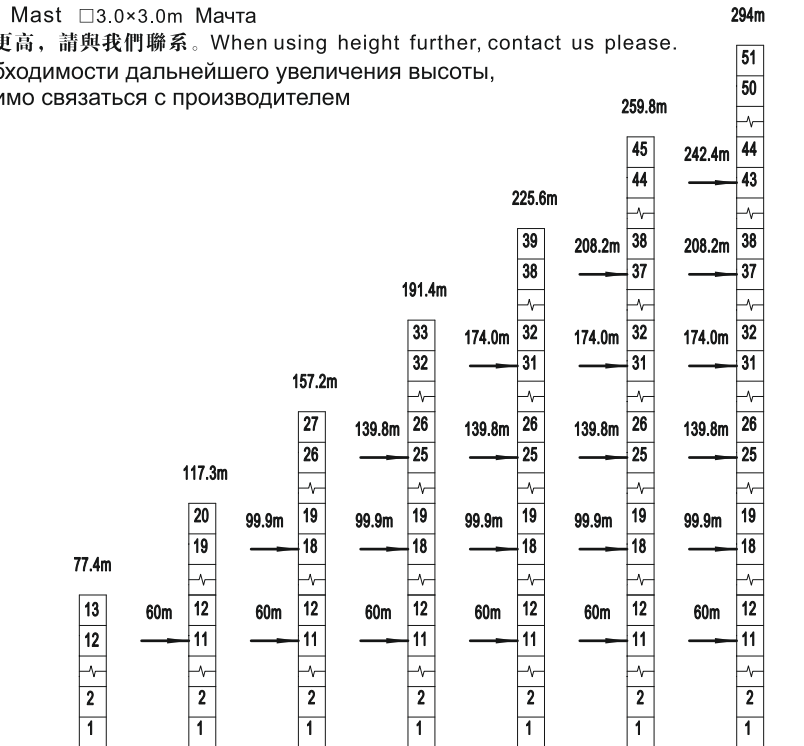 Mast □3.0×3.0m Мачта
294m
更高，請與我們聯系。When using height further, contact us please.
51
бходимости дальнейшего увеличения высоты,
50
имо связаться с производителем
259.8m
45 242.4m 44
44 43
225.6m
39 208.2m 38 208.2m 38
38 37 37
191.4m
33 174.0m 32 174.0m 32 174.0m 32
32 31 31 31
157.2m
27 139.8m 26 139.8m 26 139.8m 26 139.8m 26
26 25 25 25 25
117.3m
20 99.9m 19 99.9m 19 99.9m 19 99.9m 19 99.9m 19
19 18 18 18 18 18
77.4m
13 60m 12 60m 12 60m 12 60m 12 60m 12 60m 12
12 11 11 11 11 11 11
2 2 2 2 2 2 2
1 1 1 1 1 1 1